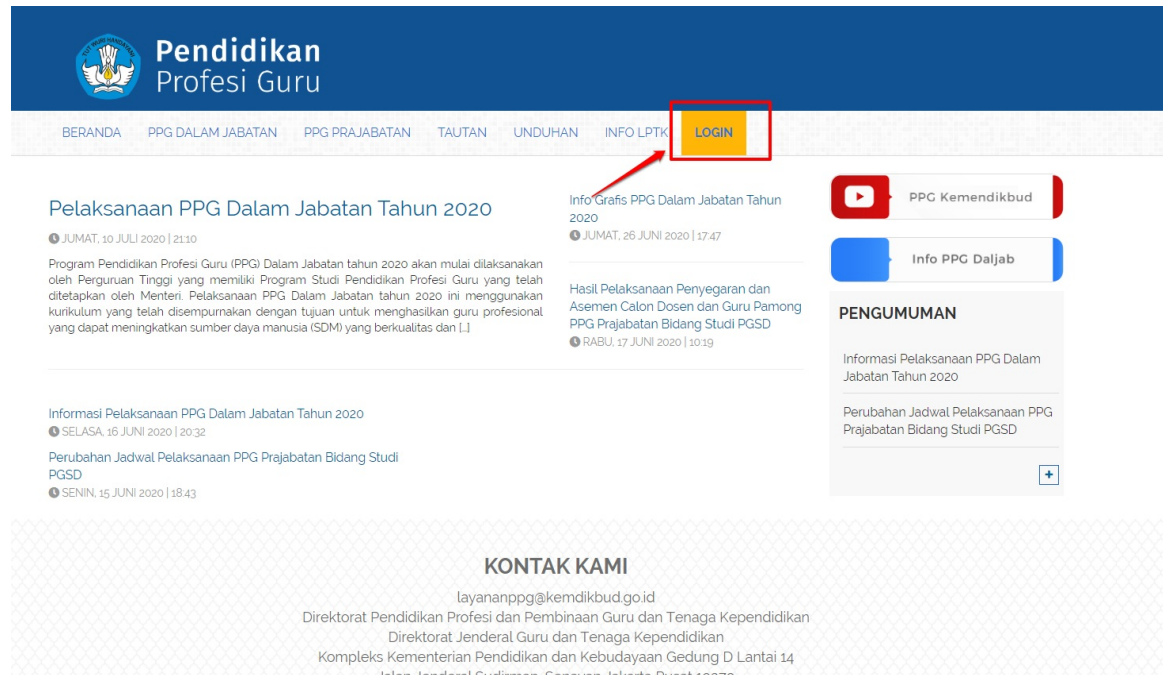 Pendidikan
Profesi Guru
BERANDA PPG DALAM JABATAN PPG PRAJABATAN TAUTAN UNDUHAN INFO LPTK LOGIN
Pelaksanaan PPG Dalam Jabatan Tahun 2020
JUMAT, 10 JULI 2020 | 21:10
Program Pendidikan Profesi Guru (PPG) Dalam Jabatan tahun 2020 akan mulai dilaksanakan
oleh Perguruan Tinggi yang memiliki Program Studi Pendidikan Profesi Guru yang telah
ditetapkan oleh Menteri. Pelaksanaan PPG Dalam Jabatan tahun 2020 ini menggunakan
kurikulum yang telah disempurnakan dengan tujuan untuk menghasilkan guru profesional
yang dapat meningkatkan sumber daya manusia (SDM) yang berkualitas dan [...]
Info Grafis PPG Dalam Jabatan Tahun
2020
JUMAT, 26 JUNI 2020 | 17:47
Hasil Pelaksanaan Penyegaran dan
Asemen Calon Dosen dan Guru Pamong
PPG Prajabatan Bidang Studi PGSD
RABU, 17 JUNI 2020 | 10:19
Informasi Pelaksanaan PPG Dalam Jabatan Tahun 2020
SELASA, 16 JUNI 2020 | 20:32
Perubahan Jadwal Pelaksanaan PPG Prajabatan Bidang Studi
PGSD
SENIN, 15 JUNI 2020 | 18:43
PPG Kemendikbud
Info PPG Daljab
PENGUMUMAN
Informasi Pelaksanaan PPG Dalam
Jabatan Tahun 2020
Perubahan Jadwal Pelaksanaan PPG
Prajabatan Bidang Studi PGSD
+
KONTAK KAMI
layananppg@kemdikbud.go.id
Direktorat Pendidikan Profesi dan Pembinaan Guru dan Tenaga Kependidikan
Direktorat Jenderal Guru dan Tenaga Kependidikan
Kompleks Kementerian Pendidikan dan Kebudayaan Gedung D Lantai 14
Jalan Jenderal Sudirman, Senayan Jakarta Pusat